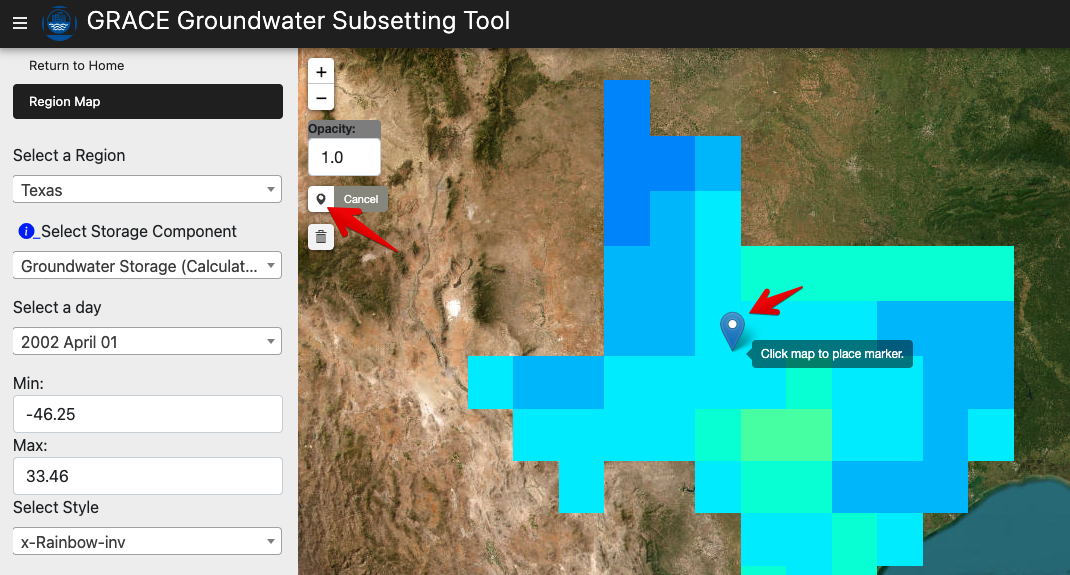 GRACE Groundwater Subsetting Tool
Return to Home
Region Map
Select a Region
Texas
i Select Storage Component
Groundwater Storage (Calculat...
Select a day
2002 April 01
Min:
-46.25
Max:
33.46
Select Style
x-Rainbow-inv
+
−
Opacity:
1.0
Cancel
Click map to place marker.